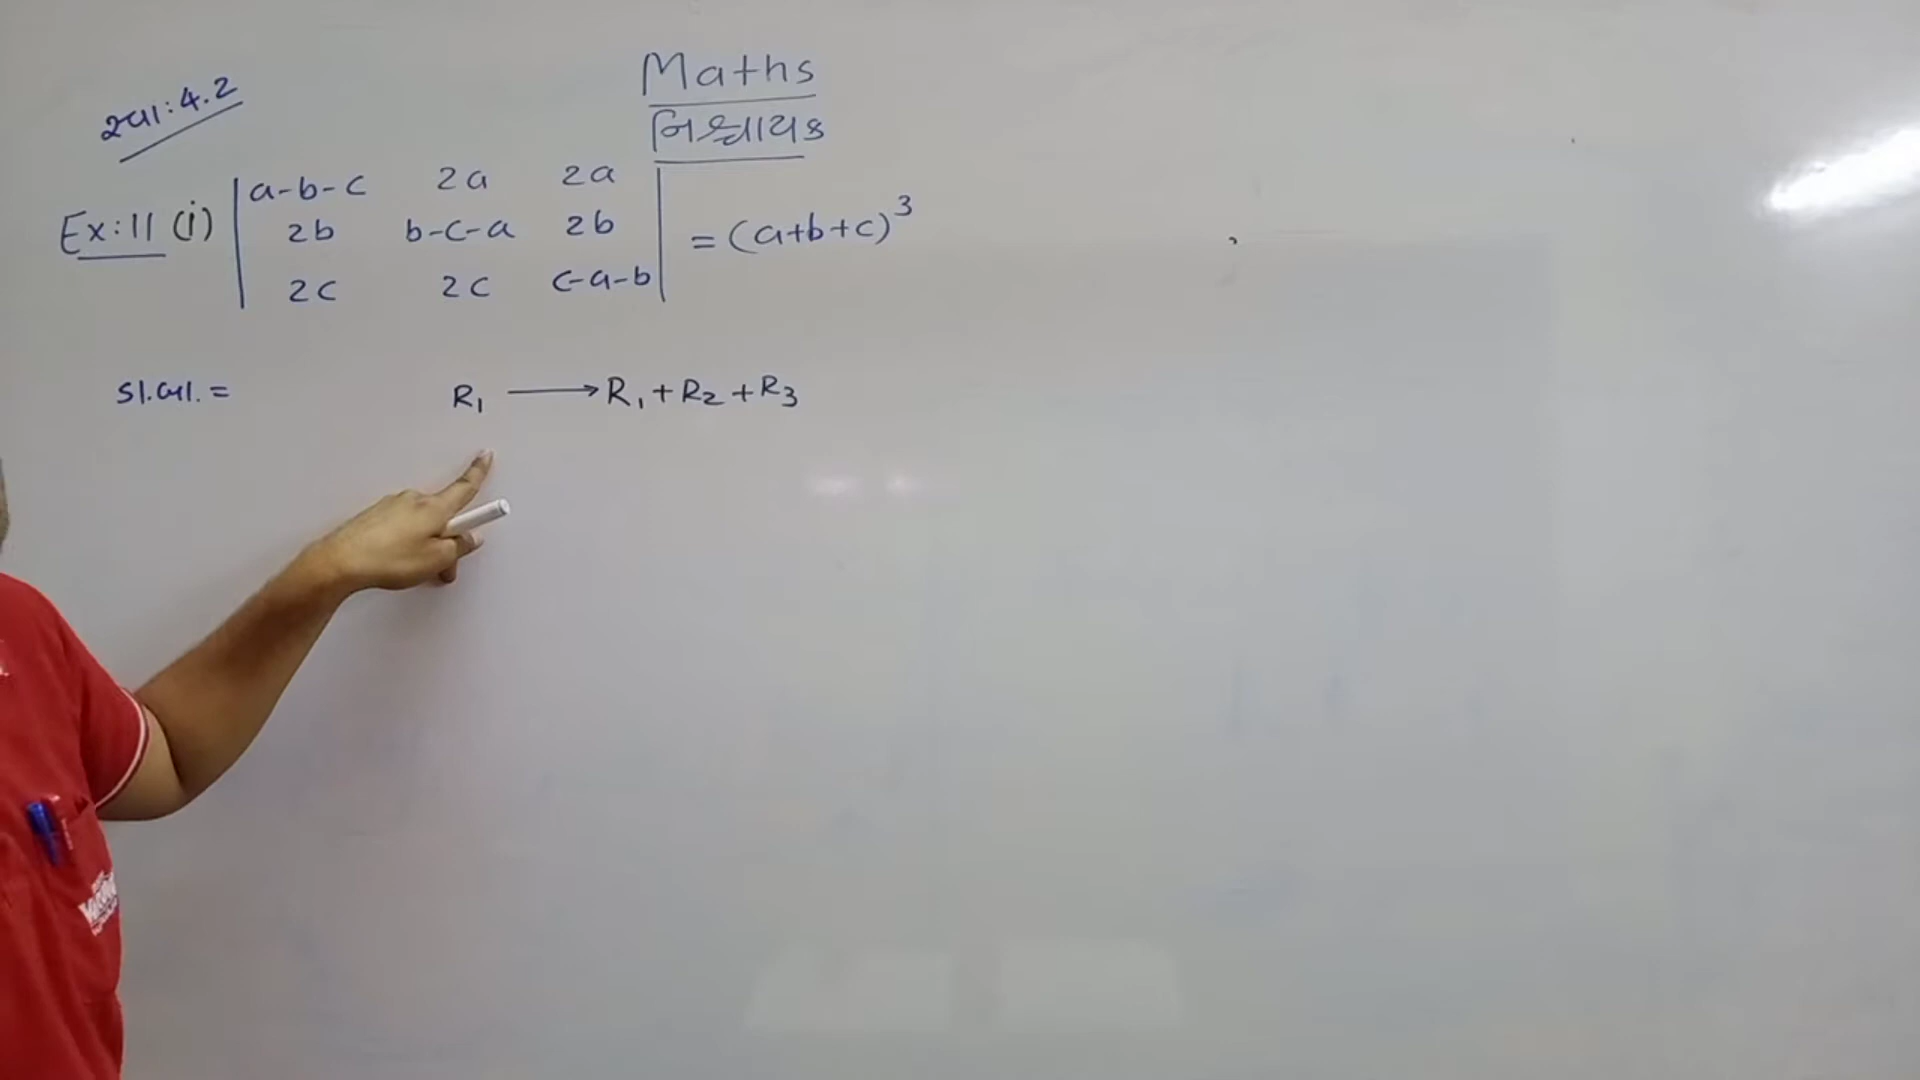 સ્વા: 4.2
Maths
નિશ્ચાયક
Ex:11 (i) | a-b-c 2a 2a |
| 2b b-c-a 2b | = (a+b+c)³
| 2c 2c c-a-b |
ડા.બા. = R₁ ⟶ R₁+R₂+R₃